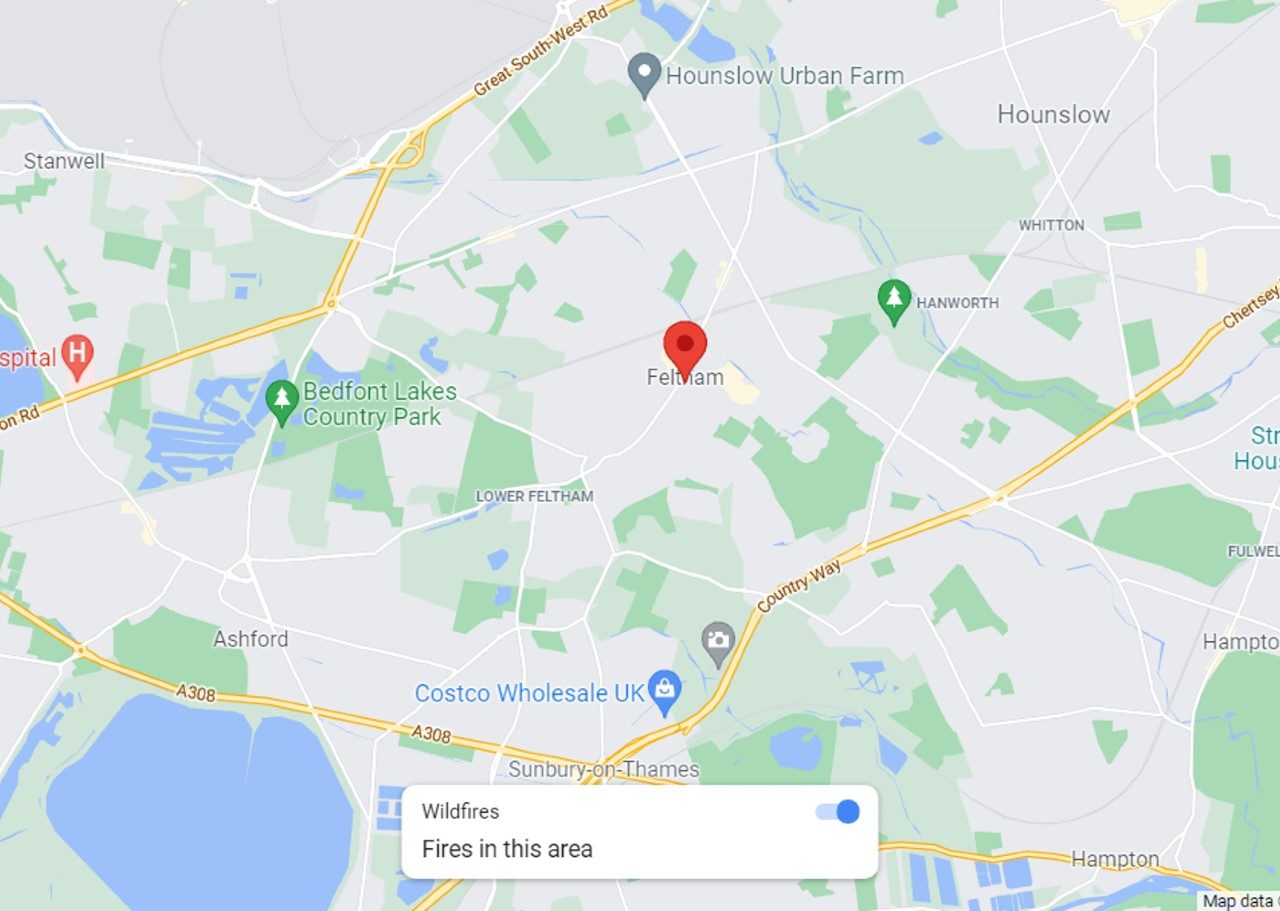 Great South-West Rd
Hounslow Urban Farm
Hounslow
Stanwell
WHITTON
HANWORTH
Chertsey
spital
H
Feltham
Bedfont Lakes
Country Park
on Rd
Str
Hous
LOWER FELTHAM
FULWEL
Country Way
Ashford
Hampto
A308
Costco Wholesale UK
A308
Sunbury-on-Thames
Wildfires
Fires in this area
Hampton
Map data